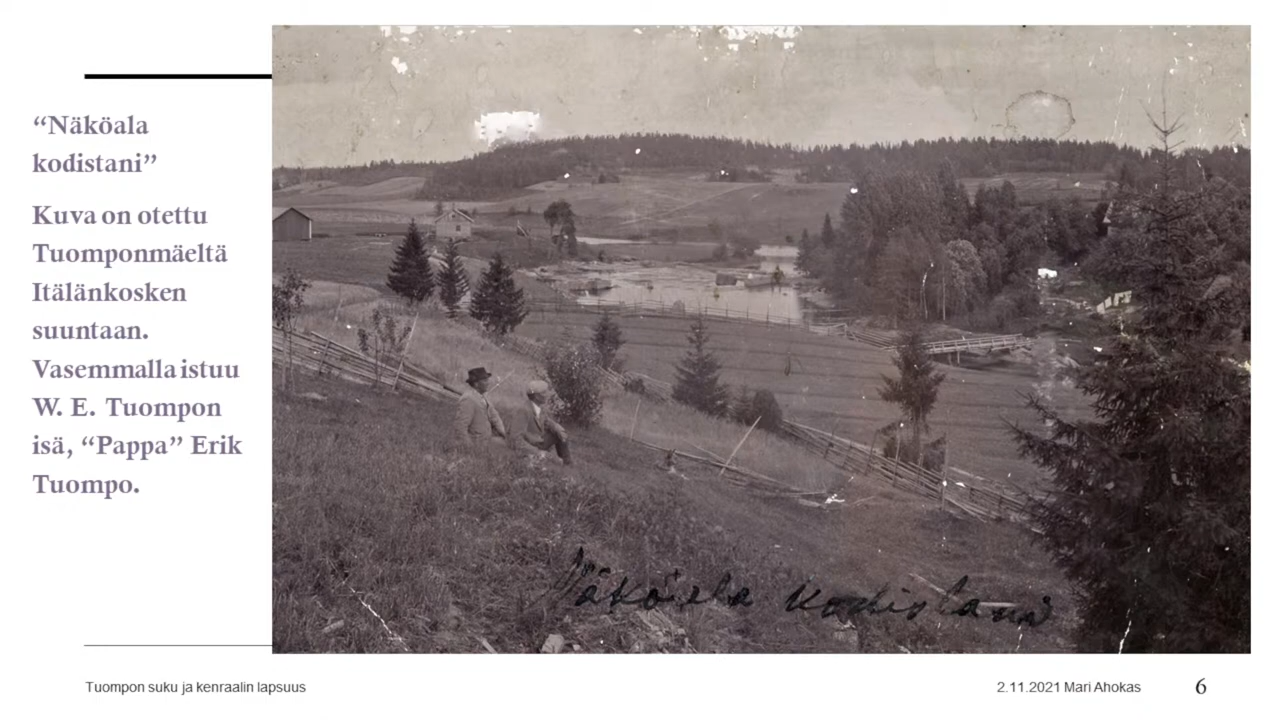 “Näköala
kodistani”
Kuva on otettu
Tuomponmäeltä
Itälänkosken
suuntaan.
Vasemmalla istuu
W. E. Tuompon
isä, “Pappa” Erik
Tuompo.
Näköala kodistani
Tuompon suku ja kenraalin lapsuus
2.11.2021 Mari Ahokas
6